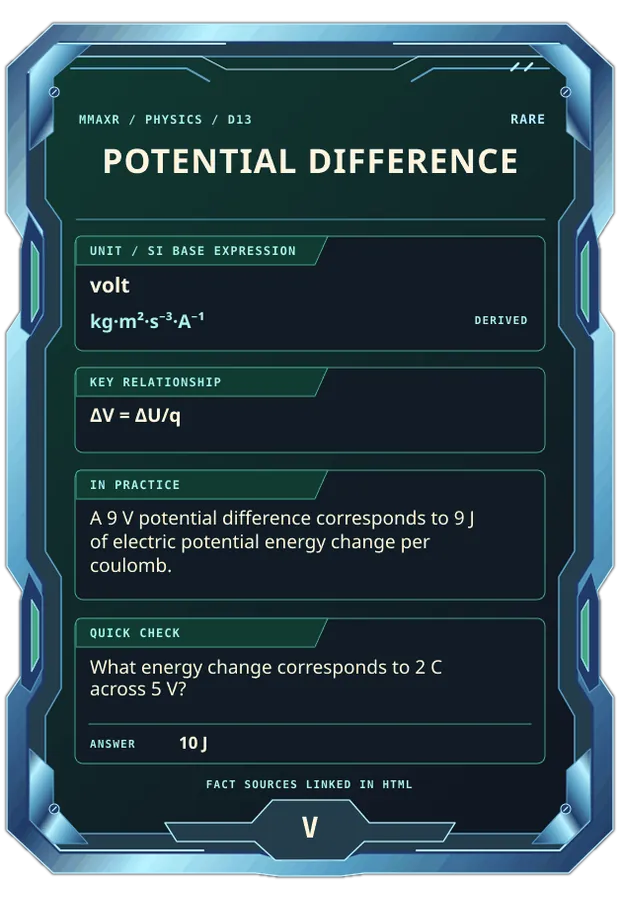 MMAXR / PHYSICS / D13
RARE
POTENTIAL DIFFERENCE
UNIT / SI BASE EXPRESSION
volt
kg·m²·s⁻³·A⁻¹
DERIVED
KEY RELATIONSHIP
ΔV = ΔU/q
IN PRACTICE
A 9 V potential difference corresponds to 9 J
of electric potential energy change per
coulomb.
QUICK CHECK
What energy change corresponds to 2 C
across 5 V?
ANSWER 10 J
FACT SOURCES LINKED IN HTML
V